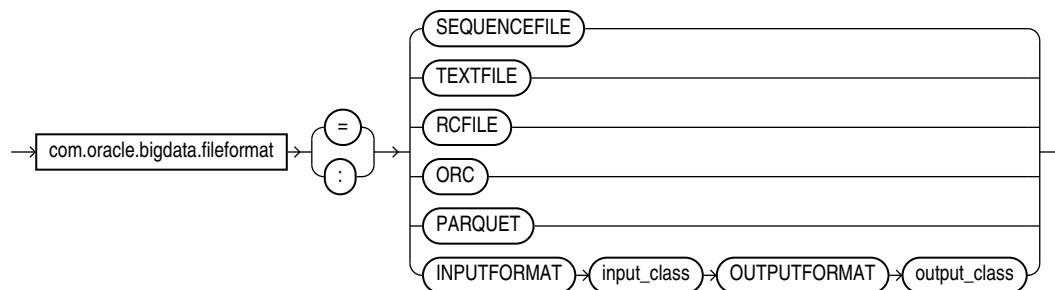 SEQUENCEFILE
TEXTFILE
RCFILE
=
com.oracle.bigdata.fileformat
:
ORC
PARQUET
INPUTFORMAT input_class OUTPUTFORMAT output_class